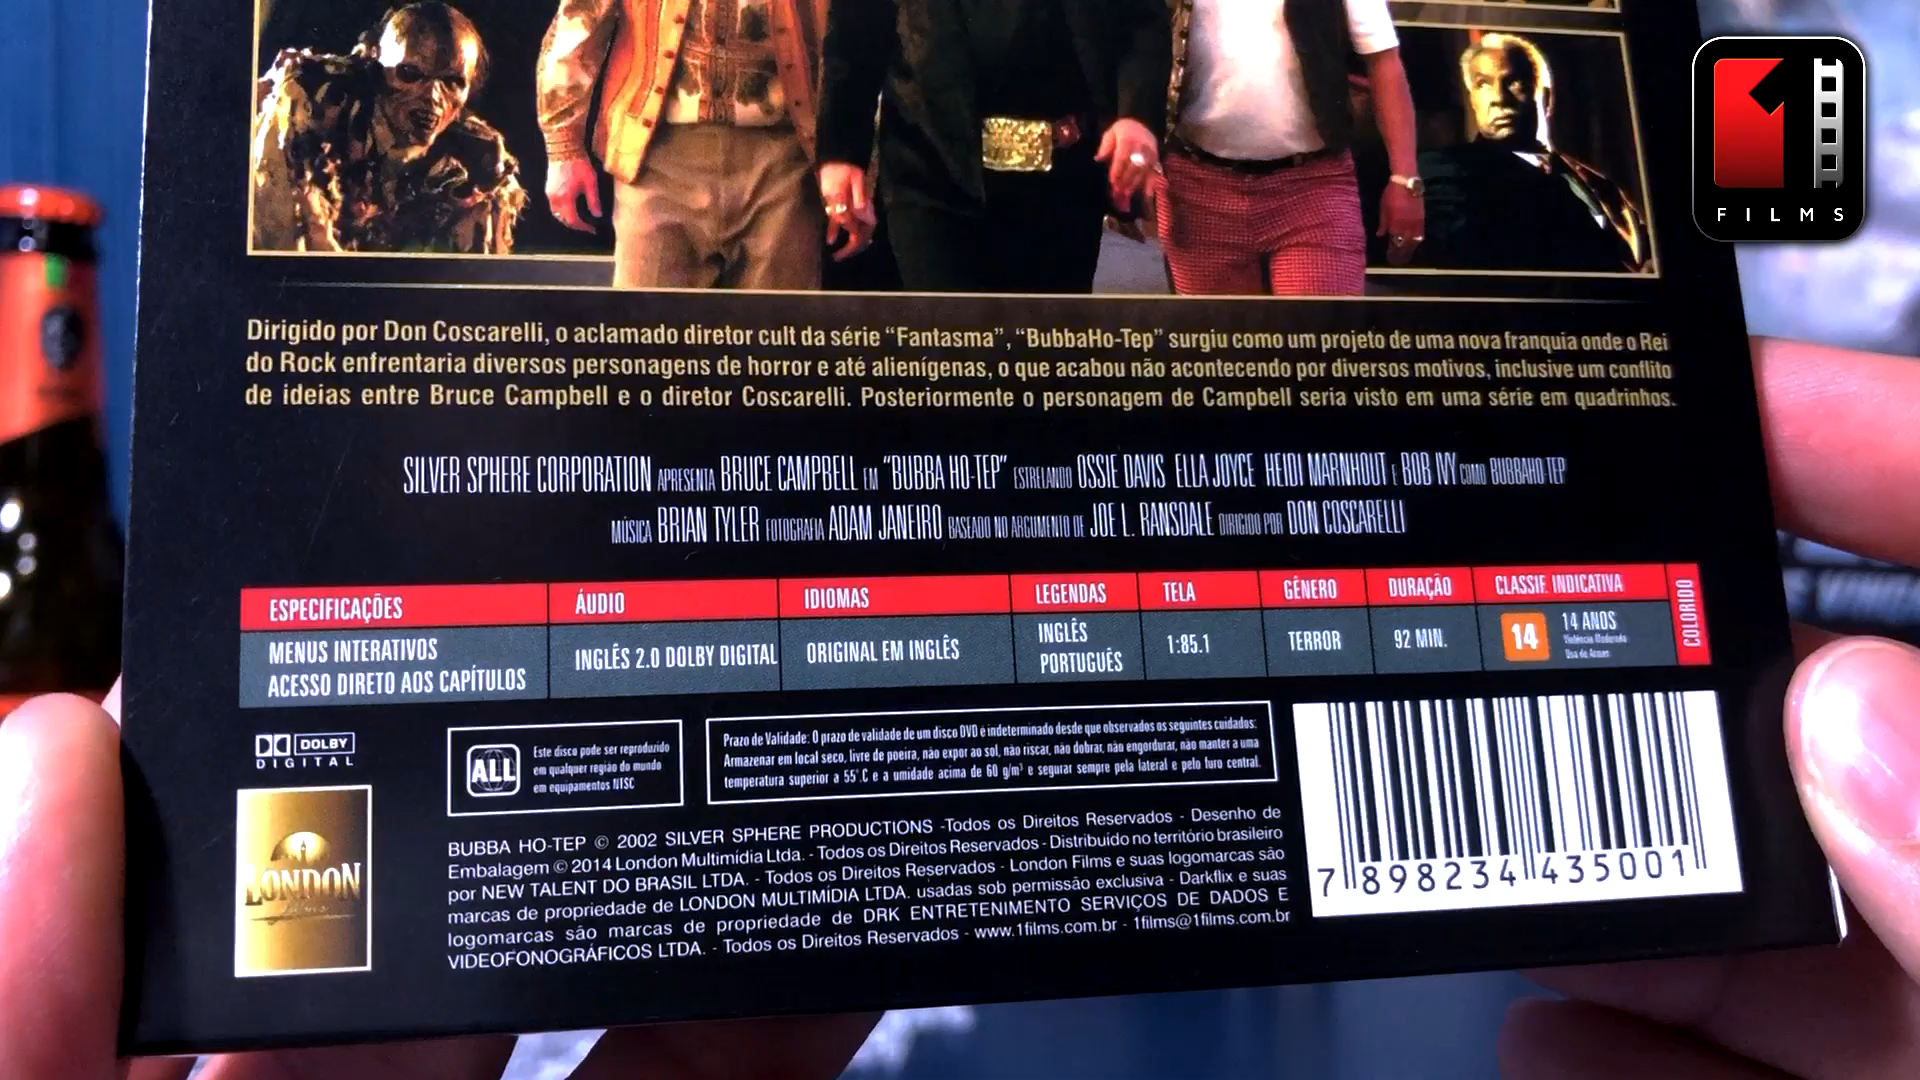 FILMS
Dirigido por Don Coscarelli, o aclamado diretor cult da série “Fantasma”, “BubbaHo-Tep” surgiu como um projeto de uma nova franquia onde o Rei
do Rock enfrentaria diversos personagens de horror e até alienígenas, o que acabou não acontecendo por diversos motivos, inclusive um conflito
de ideias entre Bruce Campbell e o diretor Coscarelli. Posteriormente o personagem de Campbell seria visto em uma série em quadrinhos.
SILVER SPHERE CORPORATION APRESENTA BRUCE CAMPBELL EM “BUBBA HO-TEP” ESTRELANDO OSSIE DAVIS ELLA JOYCE HEIDI MARNHOUT E BOB IVY COMO BUBBAHO-TEP
MÚSICA BRIAN TYLER FOTOGRAFIA ADAM JANEIRO BASEADO NO ARGUMENTO DE JOE L. RANSDALE DIRIGIDO POR DON COSCARELLI
ESPECIFICAÇÕES ÁUDIO IDIOMAS LEGENDAS TELA GÊNERO DURAÇÃO CLASSIF. INDICATIVA COLORIDO
MENUS INTERATIVOS
ACESSO DIRETO AOS CAPÍTULOS
INGLÊS 2.0 DOLBY DIGITAL
ORIGINAL EM INGLÊS
INGLÊS
PORTUGUÊS
1:85.1
TERROR
92 MIN.
14
14 ANOS
Violência Moderada
Uso de Armas
DOLBY
DIGITAL
ALL
Este disco pode ser reproduzido
em qualquer região do mundo
em equipamentos NTSC
Prazo de Validade: O prazo de validade de um disco DVD é indeterminado desde que observados os seguintes cuidados:
Armazenar em local seco, livre de poeira, não expor ao sol, não riscar, não dobrar, não engordurar, não manter a uma
temperatura superior a 55°.C e a umidade acima de 60 g/m³ e segurar sempre pela lateral e pelo furo central.
LONDON
films
BUBBA HO-TEP © 2002 SILVER SPHERE PRODUCTIONS -Todos os Direitos Reservados - Desenho de
Embalagem © 2014 London Multimídia Ltda. - Todos os Direitos Reservados - Distribuído no território brasileiro
por NEW TALENT DO BRASIL LTDA. - Todos os Direitos Reservados - London Films e suas logomarcas são
marcas de propriedade de LONDON MULTIMÍDIA LTDA. usadas sob permissão exclusiva - Darkflix e suas
logomarcas são marcas de propriedade de DRK ENTRETENIMENTO SERVIÇOS DE DADOS E
VIDEOFONOGRÁFICOS LTDA. - Todos os Direitos Reservados - www.1films.com.br - 1films@1films.com.br
7 898234 435001